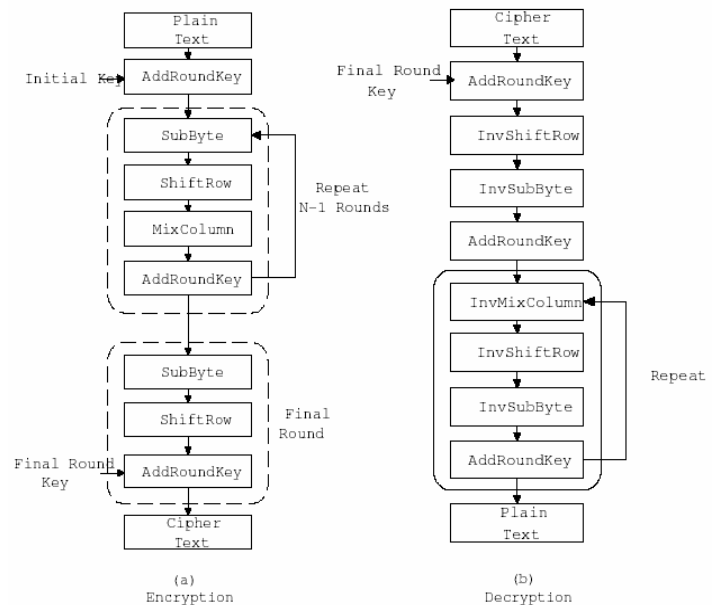 Plain
Text
Initial Key
AddRoundKey
SubByte
ShiftRow
MixColumn
AddRoundKey
Repeat
N-1 Rounds
SubByte
ShiftRow
Final
Round
Final Round
Key
AddRoundKey
Cipher
Text
(a)
Encryption
Cipher
Text
Final Round
Key
AddRoundKey
InvShiftRow
InvSubByte
AddRoundKey
InvMixColumn
InvShiftRow
InvSubByte
AddRoundKey
Repeat
Plain
Text
(b)
Decryption